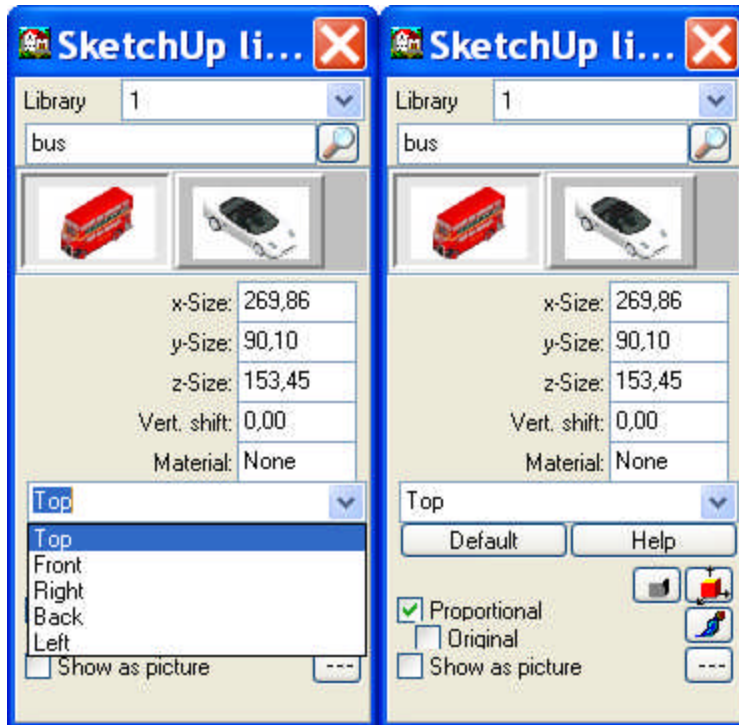 SketchUp li...
Library 1
bus
x-Size: 269,86
y-Size: 90,10
z-Size: 153,45
Vert. shift: 0,00
Material: None
Top
Top
Front
Right
Back
Left
Show as picture ---
SketchUp li...
Library 1
bus
x-Size: 269,86
y-Size: 90,10
z-Size: 153,45
Vert. shift: 0,00
Material: None
Top
Default Help
Proportional
Original
Show as picture ---